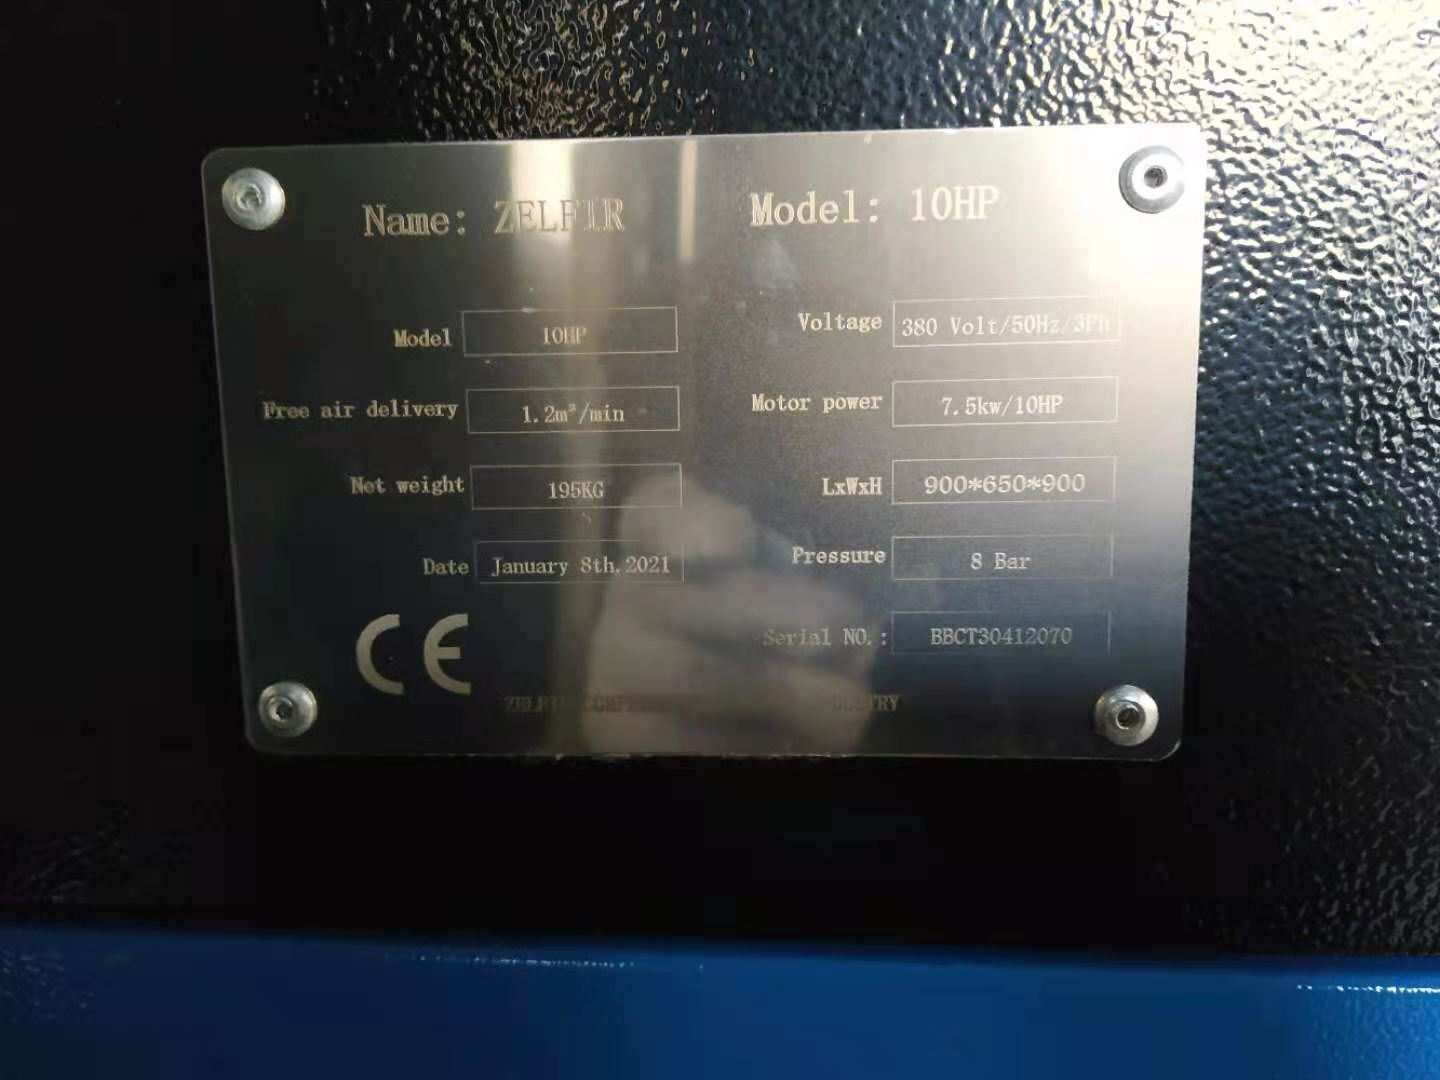 Name: ZELFIR Model: 10HP
Model 10HP
Voltage 380 Volt/50Hz/3Ph
Free air delivery 1.2m³/min
Motor power 7.5kw/10HP
Net weight 195KG
LxWxH 900*650*900
Date January 8th,2021
Pressure 8 Bar
CE
Serial NO.: BBCT30412070